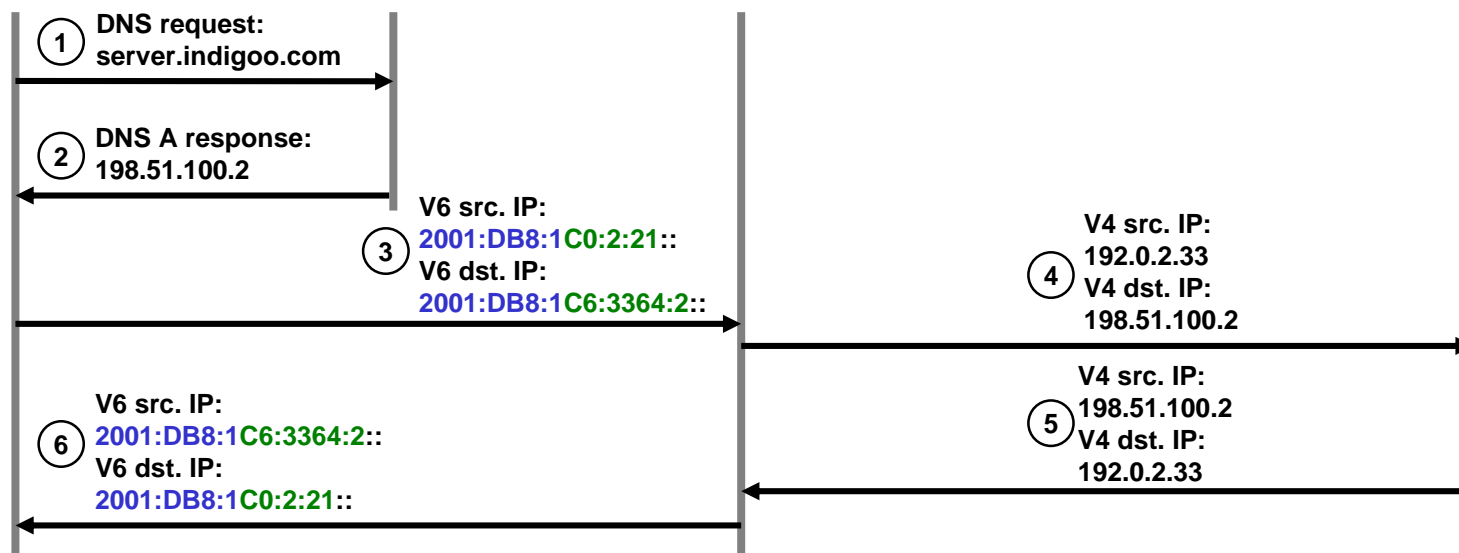 1
DNS request:
server.indigoo.com
2
DNS A response:
198.51.100.2
3
V6 src. IP:
2001:DB8:1C0:2:21::
V6 dst. IP:
2001:DB8:1C6:3364:2::
4
V4 src. IP:
192.0.2.33
V4 dst. IP:
198.51.100.2
5
V4 src. IP:
198.51.100.2
V4 dst. IP:
192.0.2.33
6
V6 src. IP:
2001:DB8:1C6:3364:2::
V6 dst. IP:
2001:DB8:1C0:2:21::